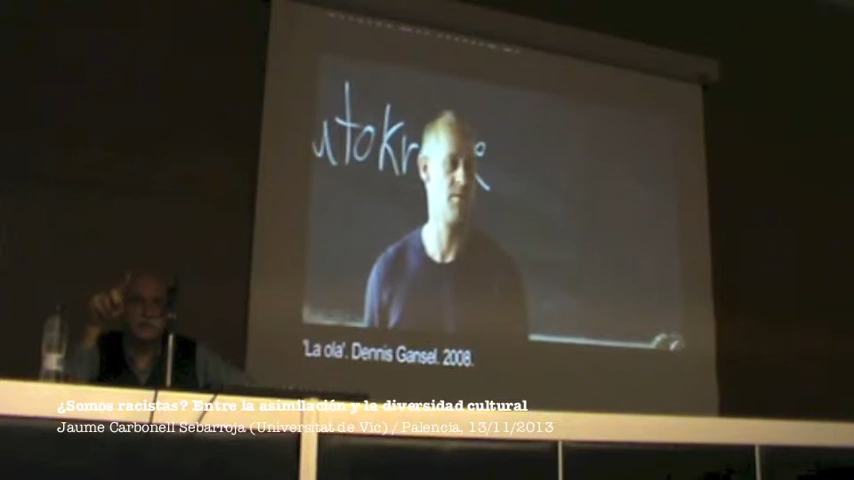 utokr
'La ola'. Dennis Gansel. 2008.
¿Somos racistas? Entre la asimilación y la diversidad cultural
Jaume Carbonell Sebarroja (Universitat de Vic) / Palencia, 13/11/2013